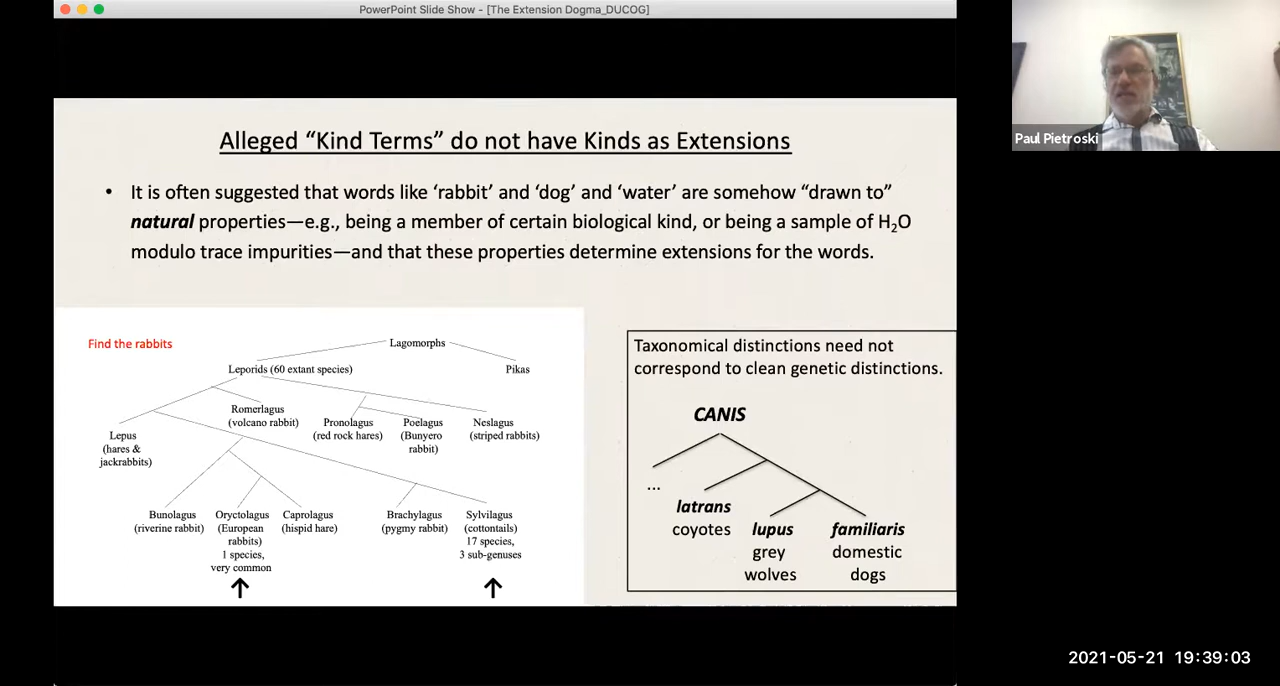 PowerPoint Slide Show - [The Extension Dogma_DUCOG]
Paul Pietroski
Alleged “Kind Terms” do not have Kinds as Extensions
• It is often suggested that words like ‘rabbit’ and ‘dog’ and ‘water’ are somehow “drawn to”
natural properties—e.g., being a member of certain biological kind, or being a sample of H₂O
modulo trace impurities—and that these properties determine extensions for the words.
Find the rabbits
Lagomorphs
Leporids (60 extant species)
Pikas
Romerlagus
(volcano rabbit)
Pronolagus
(red rock hares)
Poelagus
(Bunyero
rabbit)
Neslagus
(striped rabbits)
Lepus
(hares &
jackrabbits)
Bunolagus
(riverine rabbit)
Oryctolagus
(European
rabbits)
1 species,
very common
Caprolagus
(hispid hare)
Brachylagus
(pygmy rabbit)
Sylvilagus
(cottontails)
17 species,
3 sub-genuses
Taxonomical distinctions need not
correspond to clean genetic distinctions.
CANIS
...
latrans
coyotes
lupus
grey
wolves
familiaris
domestic
dogs
2021-05-21 19:39:03